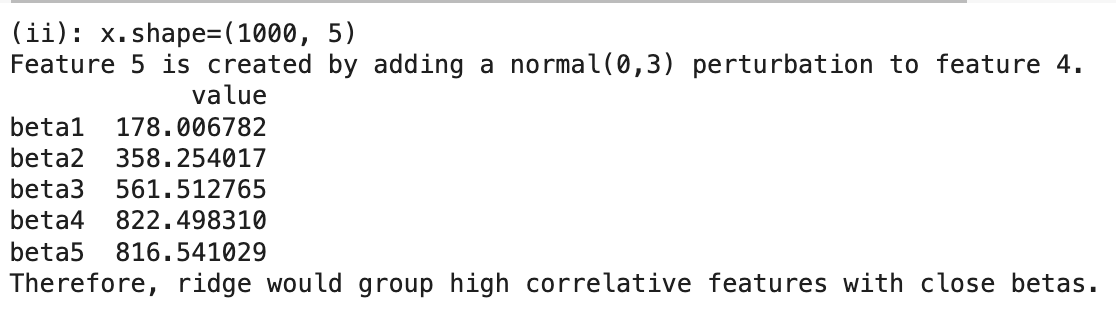 (ii): x.shape=(1000, 5)
Feature 5 is created by adding a normal(0,3) perturbation to feature 4.
value
beta1 178.006782
beta2 358.254017
beta3 561.512765
beta4 822.498310
beta5 816.541029
Therefore, ridge would group high correlative features with close betas.